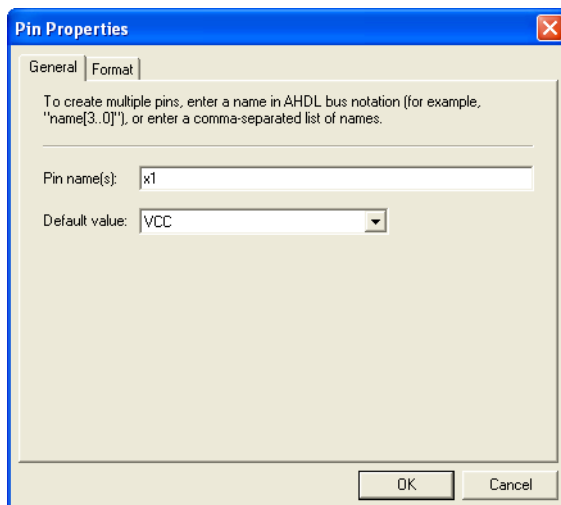 Pin Properties
General Format
To create multiple pins, enter a name in AHDL bus notation (for example,
"name[3..0]"), or enter a comma-separated list of names.
Pin name(s): x1
Default value: VCC
OK Cancel